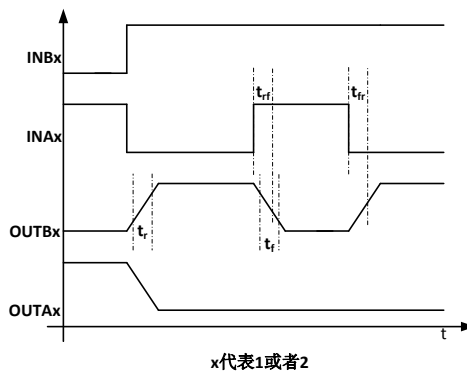 INBx
t_rf
t_fr
INAx
OUTBx
t_r
t_f
OUTAx
t
x代表1或者2